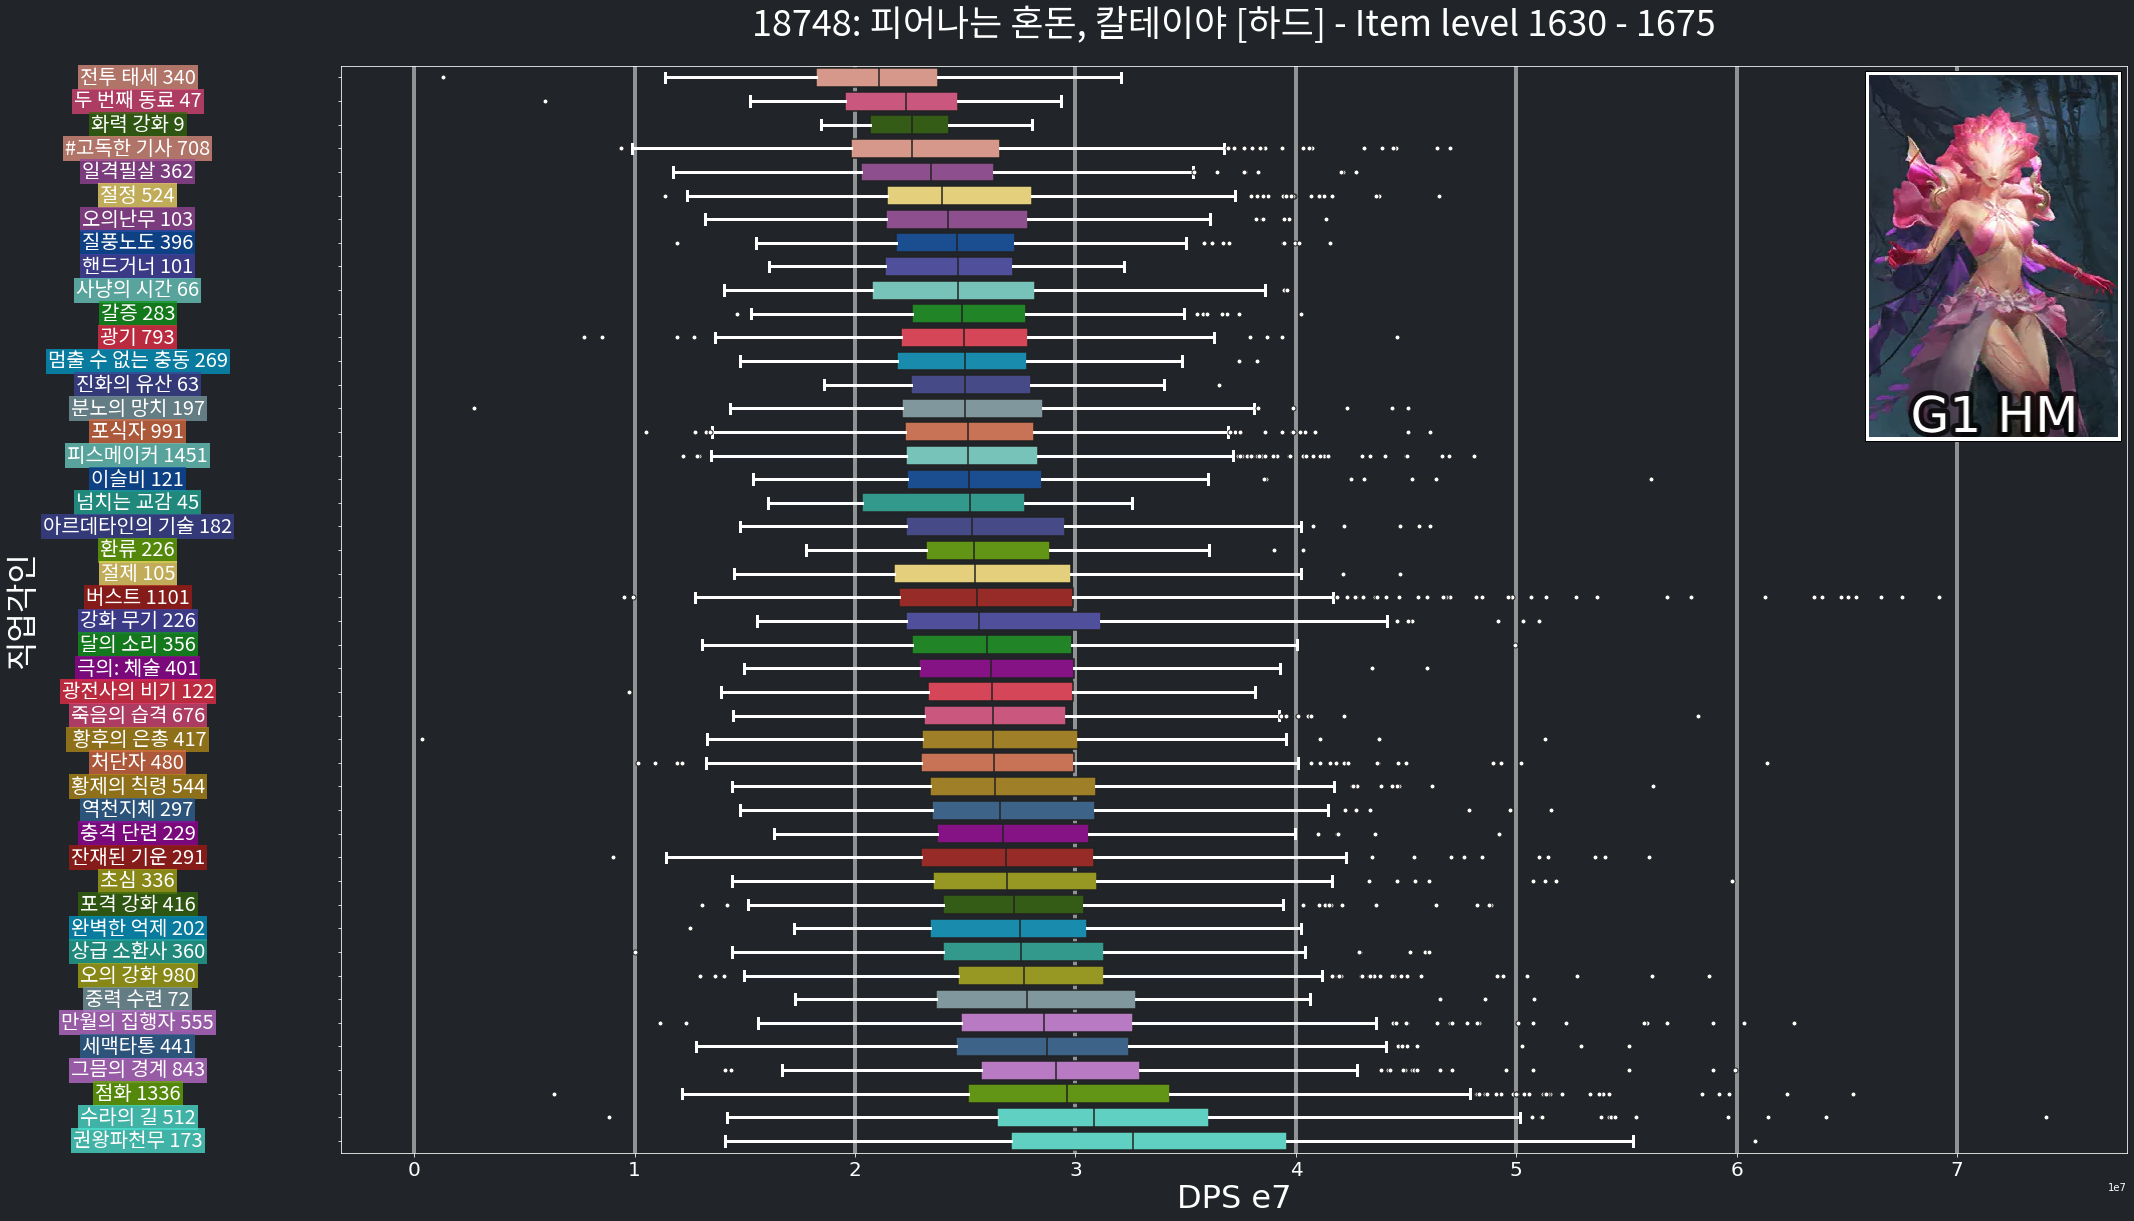 18748: 피어나는 혼돈, 칼테이야 [하드] - Item level 1630 - 1675
전투 태세 340
두 번째 동료 47
화력 강화 9
#고독한 기사 708
일격필살 362
절정 524
오의난무 103
질풍노도 396
핸드거너 101
사냥의 시간 66
갈증 283
광기 793
멈출 수 없는 충동 269
진화의 유산 63
분노의 망치 197
포식자 991
피스메이커 1451
이슬비 121
넘치는 교감 45
아르데타인의 기술 182
환류 226
절제 105
버스트 1101
강화 무기 226
달의 소리 356
극의: 체술 401
광전사의 비기 122
죽음의 습격 676
황후의 은총 417
처단자 480
황제의 칙령 544
역천지체 297
충격 단련 229
잔재된 기운 291
초심 336
포격 강화 416
완벽한 억제 202
상급 소환사 360
오의 강화 980
중력 수련 72
만월의 집행자 555
세맥타통 441
그믐의 경계 843
점화 1336
수라의 길 512
권왕파천무 173
직업각인
G1 HM
0 1 2 3 4 5 6 7
DPS e7
1e7